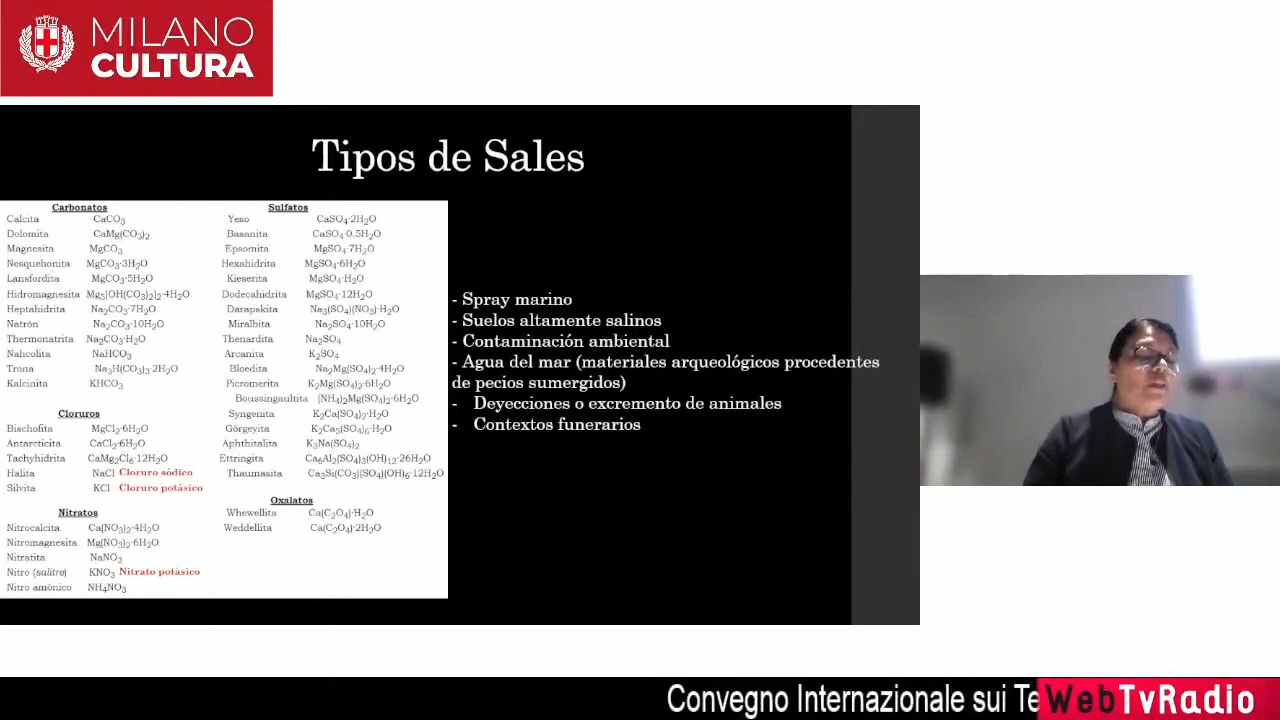 MILANO
CULTURA
Tipos de Sales
Carbonatos
Calcita CaCO₃
Dolomita CaMg(CO₃)₂
Magnesita MgCO₃
Nesquehonita MgCO₃·3H₂O
Lansfordita MgCO₃·5H₂O
Hidromagnesita Mg₅[OH(CO₃)₂]₂·4H₂O
Heptahidrita Na₂CO₃·7H₂O
Natrón Na₂CO₃·10H₂O
Thermonatrita Na₂CO₃·H₂O
Nahcolita NaHCO₃
Trona Na₃H(CO₃)₃·2H₂O
Kalcinita KHCO₃
Cloruros
Bischofita MgCl₂·6H₂O
Antarcticita CaCl₂·6H₂O
Tachyhidrita CaMg₂Cl₆·12H₂O
Halita NaCl Cloruro sódico
Silvita KCl Cloruro potásico
Nitratos
Nitrocalcita Ca(NO₃)₂·4H₂O
Nitromagnesita Mg(NO₃)₂·6H₂O
Nitratita NaNO₃
Nitro (salitre) KNO₃ Nitrato potásico
Nitro amónico NH₄NO₃
Sulfatos
Yeso CaSO₄·2H₂O
Basanita CaSO₄·0.5H₂O
Epsomita MgSO₄·7H₂O
Hexahidrita MgSO₄·6H₂O
Kieserita MgSO₄·H₂O
Dodecahidrita MgSO₄·12H₂O
Darapskita Na₃(SO₄)(NO₃)·H₂O
Miralbita Na₂SO₄·10H₂O
Thenardita Na₂SO₄
Arcanita K₂SO₄
Bloedita Na₂Mg(SO₄)₂·4H₂O
Picromerita K₂Mg(SO₄)₂·6H₂O
Boussingaultita (NH₄)₂Mg(SO₄)₂·6H₂O
Syngenita K₂Ca(SO₄)₂·H₂O
Görgeyita K₂Ca₅(SO₄)₆·H₂O
Aphthitalita K₃Na(SO₄)₂
Ettringita Ca₆Al₂(SO₄)₃(OH)₁₂·26H₂O
Thaumasita Ca₃Si(CO₃)(SO₄)(OH)₆·12H₂O
Oxalatos
Whewellita Ca(C₂O₄)·H₂O
Weddellita Ca(C₂O₄)·2H₂O
- Spray marino
- Suelos altamente salinos
- Contaminación ambiental
- Agua del mar (materiales arqueológicos procedentes
de pecios sumergidos)
- Deyecciones o excremento de animales
- Contextos funerarios
Convegno Internazionale sui Te
WebTvRadio